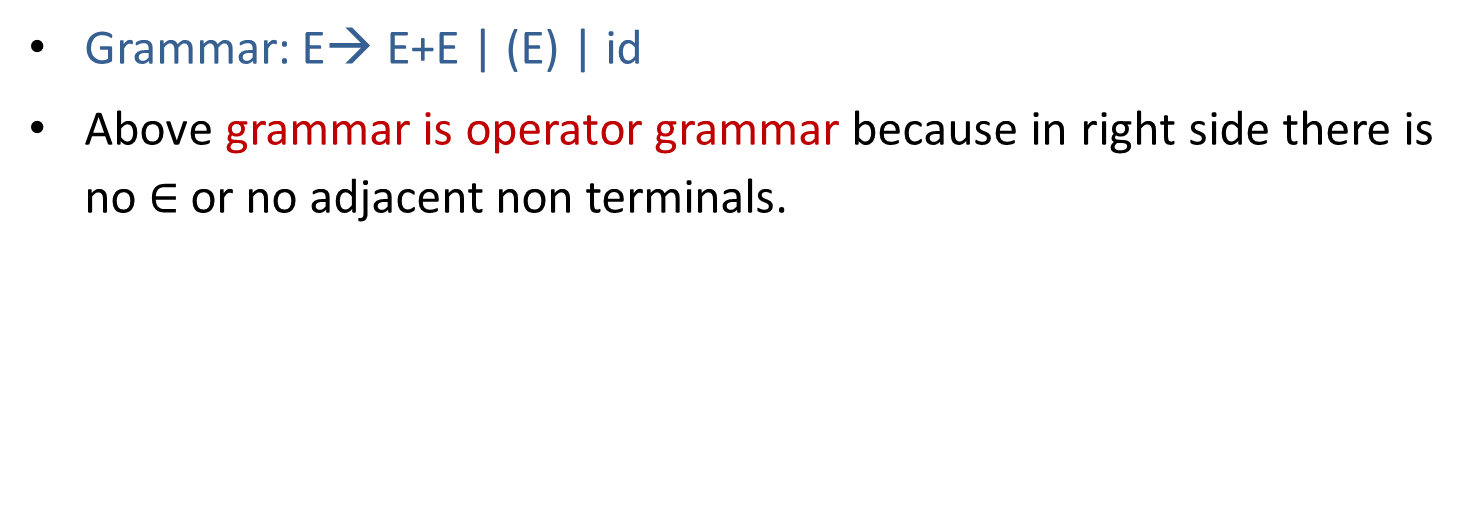 • Grammar: E→ E+E | (E) | id
• Above grammar is operator grammar because in right side there is
no ∈ or no adjacent non terminals.